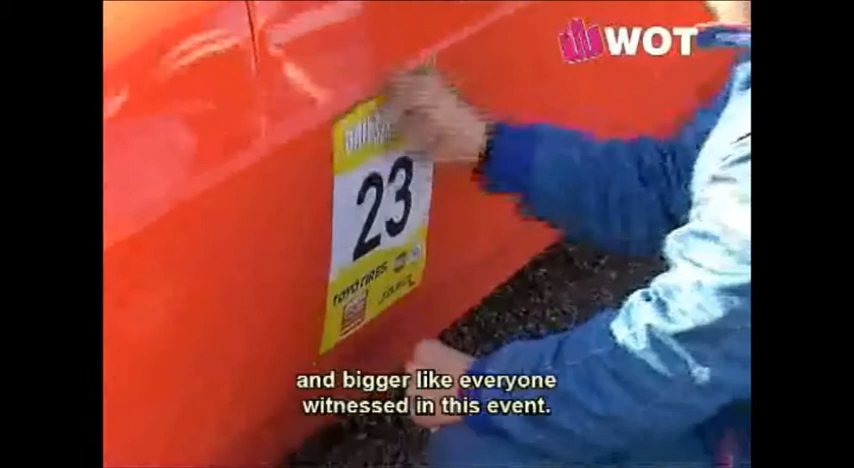 WOT
23
TOYO TIRES
and bigger like everyone
witnessed in this event.